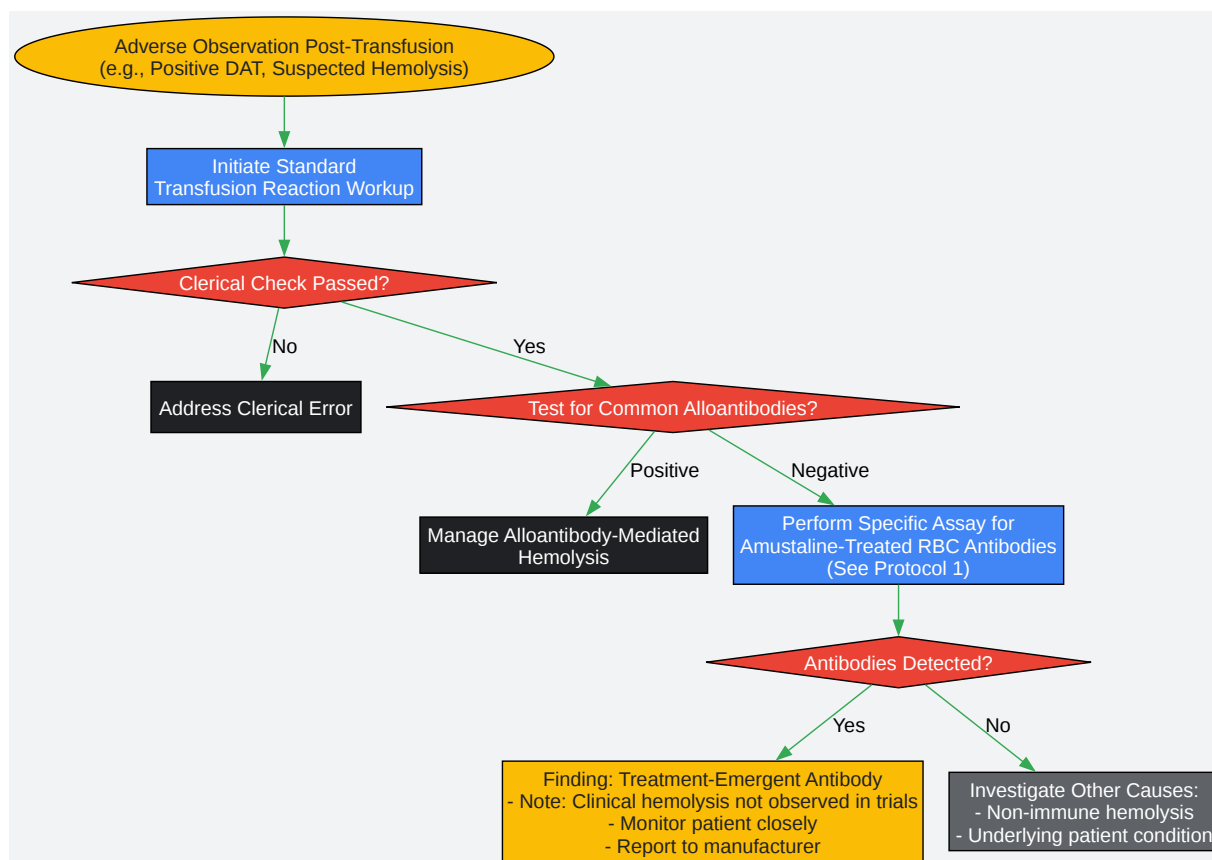 Adverse Observation Post-Transfusion
(e.g., Positive DAT, Suspected Hemolysis)
Initiate Standard
Transfusion Reaction Workup
Clerical Check Passed?
No
Yes
Address Clerical Error
Test for Common Alloantibodies?
Positive
Negative
Manage Alloantibody-Mediated
Hemolysis
Perform Specific Assay for
Amustaline-Treated RBC Antibodies
(See Protocol 1)
Antibodies Detected?
Yes
No
Finding: Treatment-Emergent Antibody
- Note: Clinical hemolysis not observed in trials
- Monitor patient closely
- Report to manufacturer
Investigate Other Causes:
- Non-immune hemolysis
- Underlying patient condition